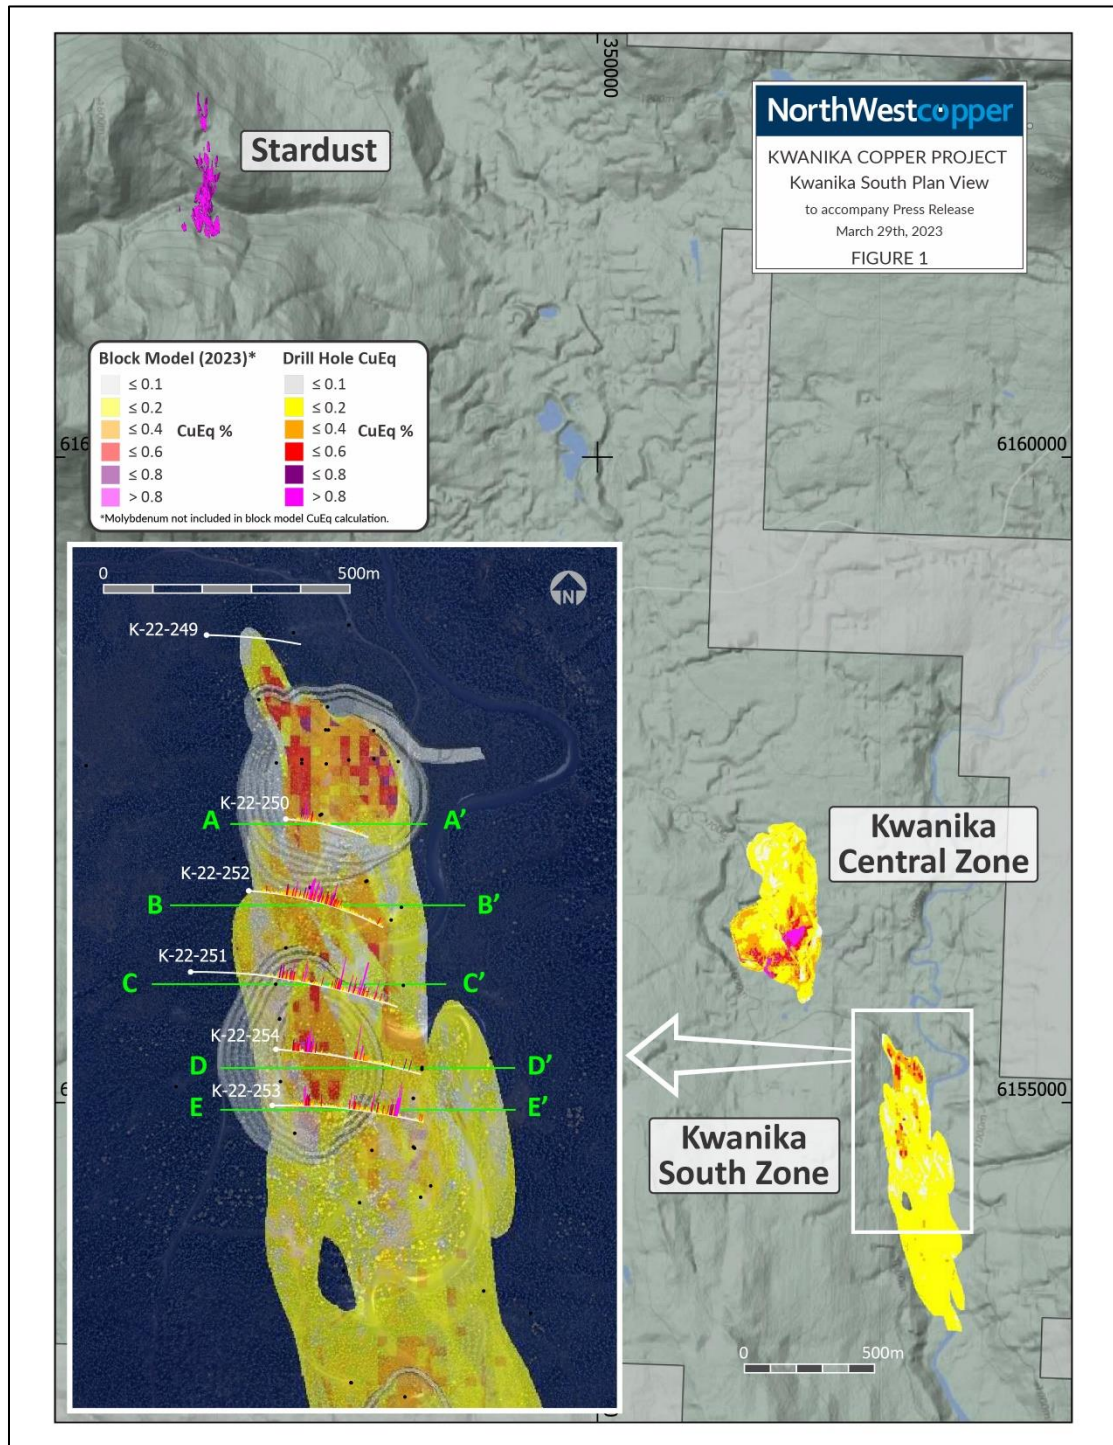 350000
NorthWestcopper
KWANIKA COPPER PROJECT
Kwanika South Plan View
to accompany Press Release
March 29th, 2023
FIGURE 1
Stardust
Block Model (2023)*
≤ 0.1
≤ 0.2
≤ 0.4
≤ 0.6
≤ 0.8
> 0.8
CuEq %
Drill Hole CuEq
≤ 0.1
≤ 0.2
≤ 0.4
≤ 0.6
≤ 0.8
> 0.8
CuEq %
*Molybdenum not included in block model CuEq calculation.
6160000
0 500m
N
K-22-249
K-22-250
A A'
K-22-252
B B'
K-22-251
C C'
K-22-254
D D'
K-22-253
E E'
Kwanika
Central Zone
6155000
Kwanika
South Zone
0 500m